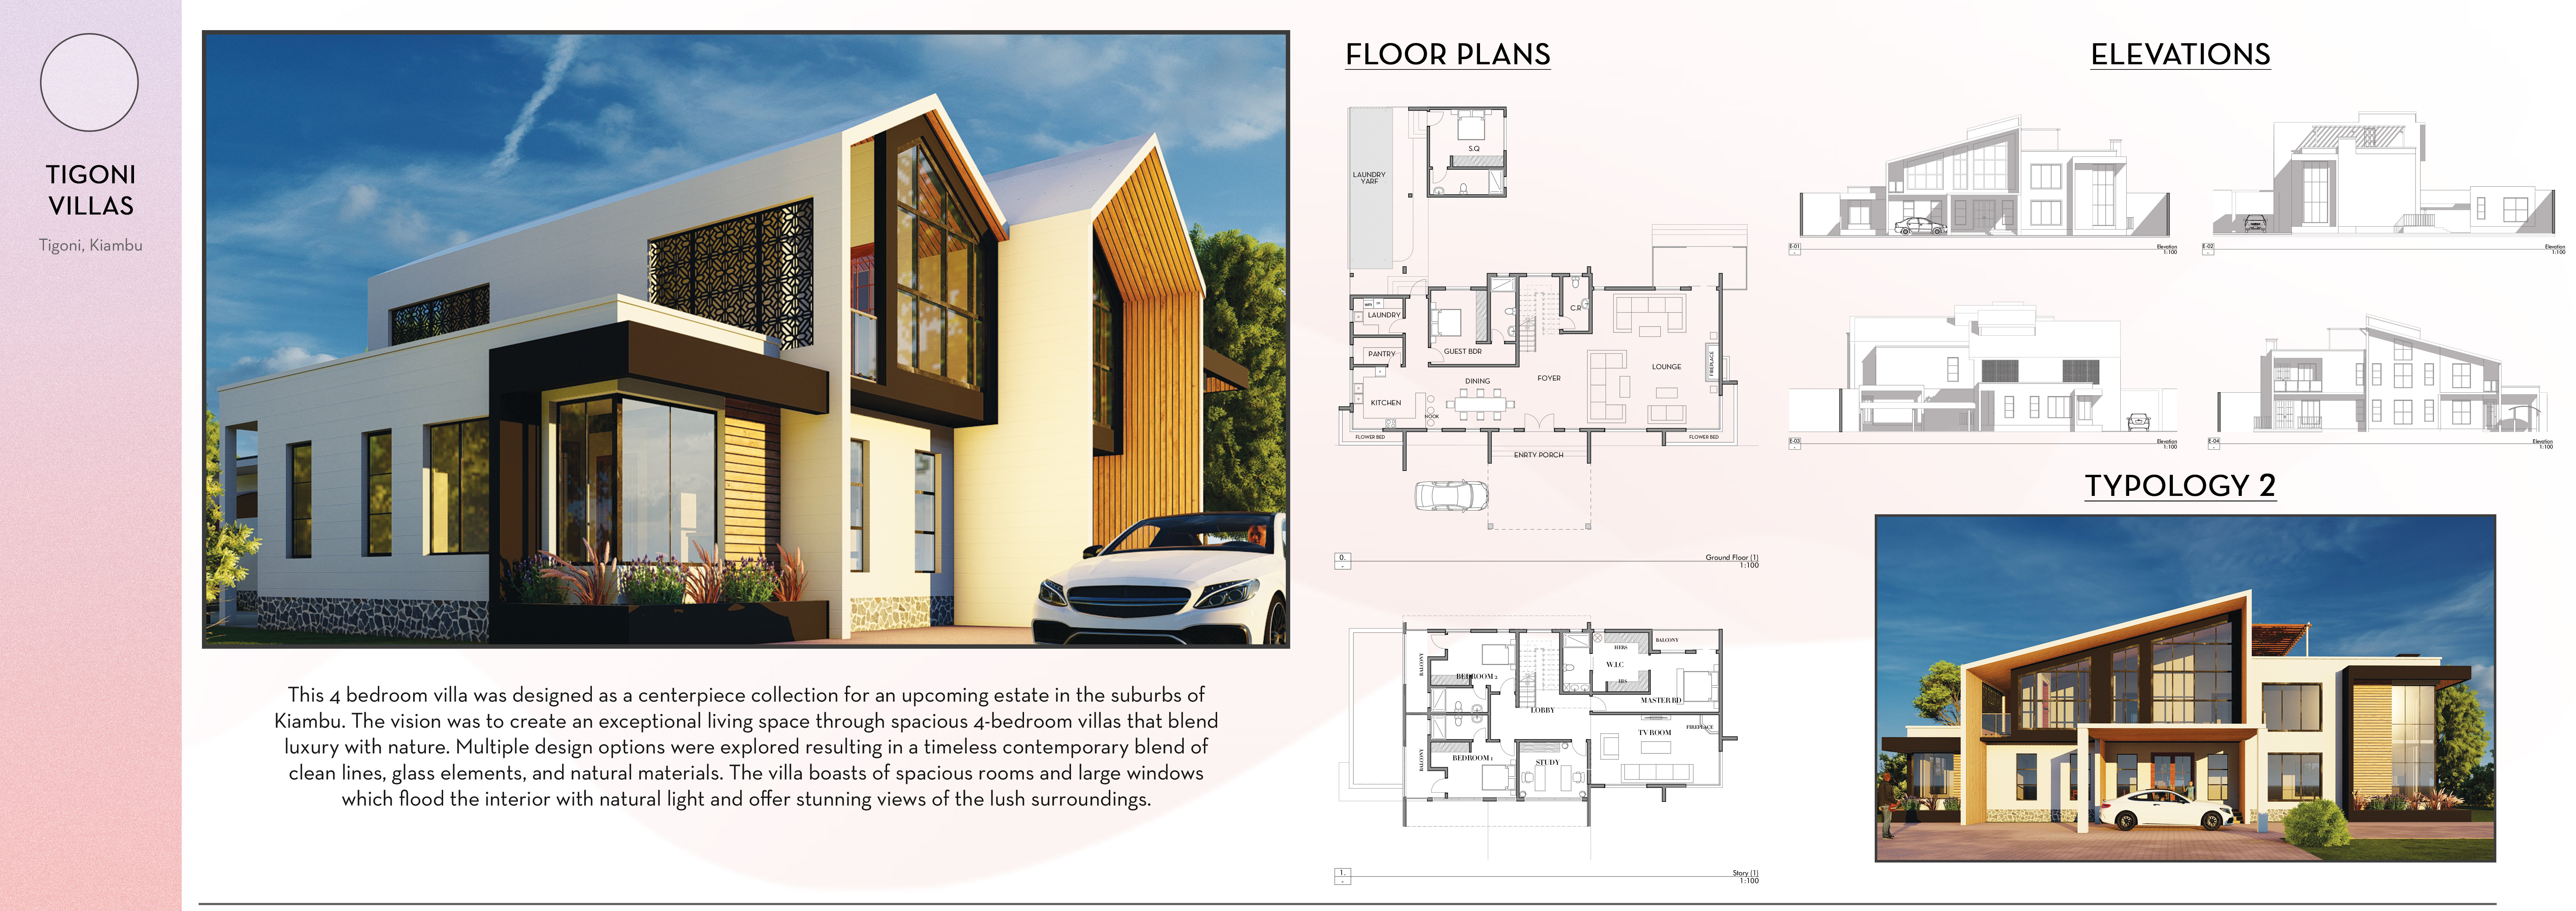 TIGONI
VILLAS
Tigoni, Kiambu
This 4 bedroom villa was designed as a centerpiece collection for an upcoming estate in the suburbs of
Kiambu. The vision was to create an exceptional living space through spacious 4-bedroom villas that blend
luxury with nature. Multiple design options were explored resulting in a timeless contemporary blend of
clean lines, glass elements, and natural materials. The villa boasts of spacious rooms and large windows
which flood the interior with natural light and offer stunning views of the lush surroundings.
FLOOR PLANS
S.Q
LAUNDRY
YARF
LAUNDRY
C.R
PANTRY
GUEST BDR
LOUNGE
FIREPLACE
DINING
FOYER
KITCHEN
NOOK
FLOWER BED
FLOWER BED
ENRTY PORCH
0.
Ground Floor (1)
1:100
BALCONY
HERS
W.I.C
HIS
BALCONY
BEDROOM 2
MASTER BD
LOBBY
FIREPLACE
TV ROOM
BALCONY
BEDROOM 1
STUDY
1.
Story (1)
1:100
ELEVATIONS
E-01
Elevation
1:100
E-02
Elevation
1:100
E-03
Elevation
1:100
E-04
Elevation
1:100
TYPOLOGY 2